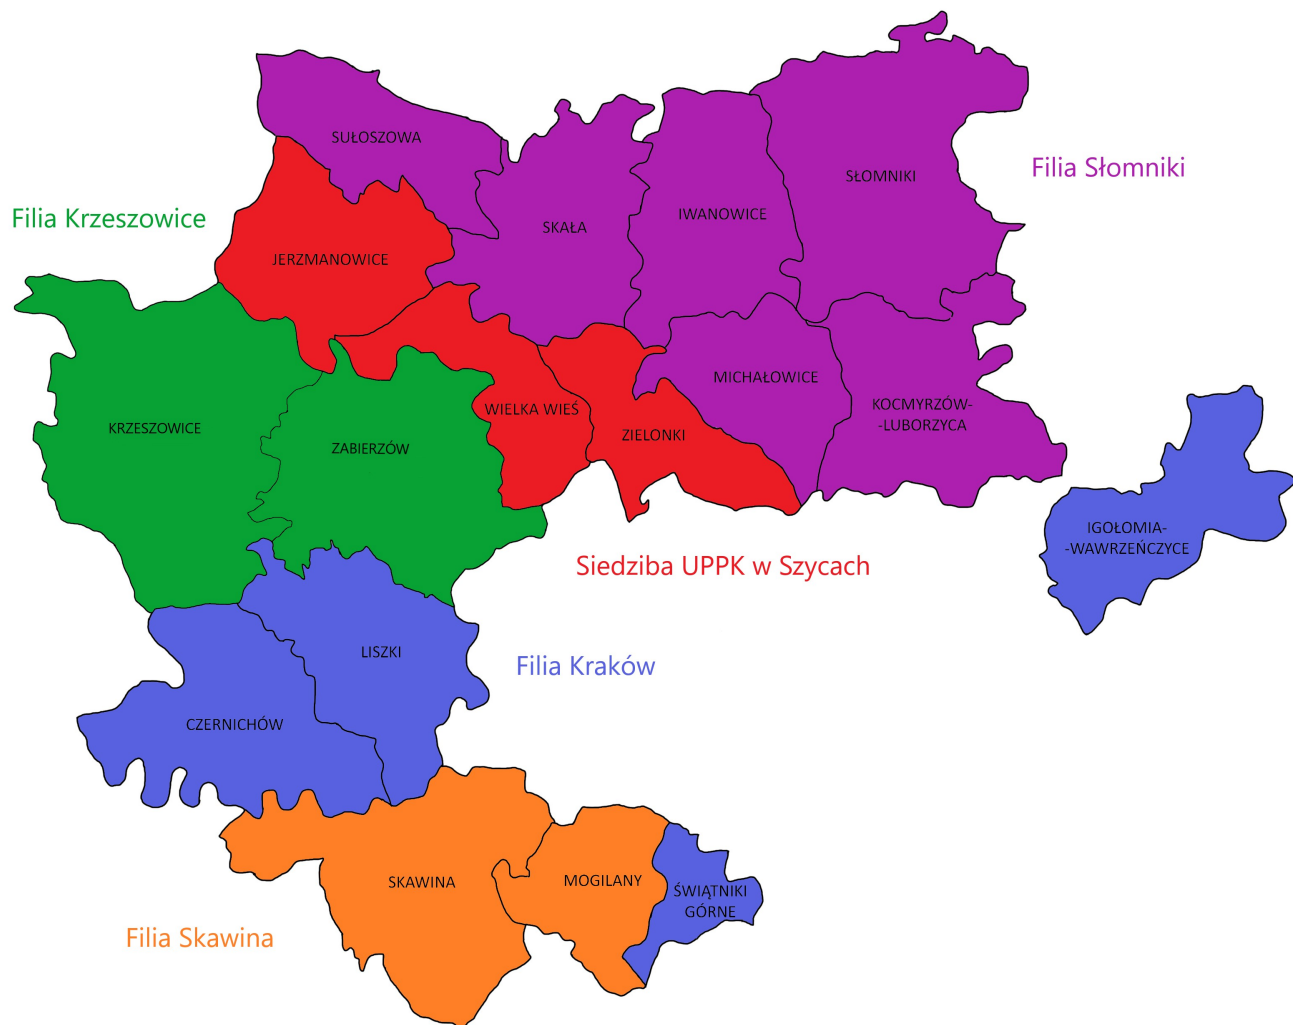 SUŁOSZOWA
Filia Słomniki
SŁOMNIKI
Filia Krzeszowice
IWANOWICE
SKAŁA
JERZMANOWICE
MICHAŁOWICE
KOCMYRZÓW-
-LUBORZYCA
WIELKA WIEŚ
KRZESZOWICE
ZIELONKI
ZABIERZÓW
IGOŁOMIA-
-WAWRZEŃCZYCE
Siedziba UPPK w Szycach
LISZKI
Filia Kraków
CZERNICHÓW
SKAWINA
MOGILANY
ŚWIĄTNIKI
GÓRNE
Filia Skawina